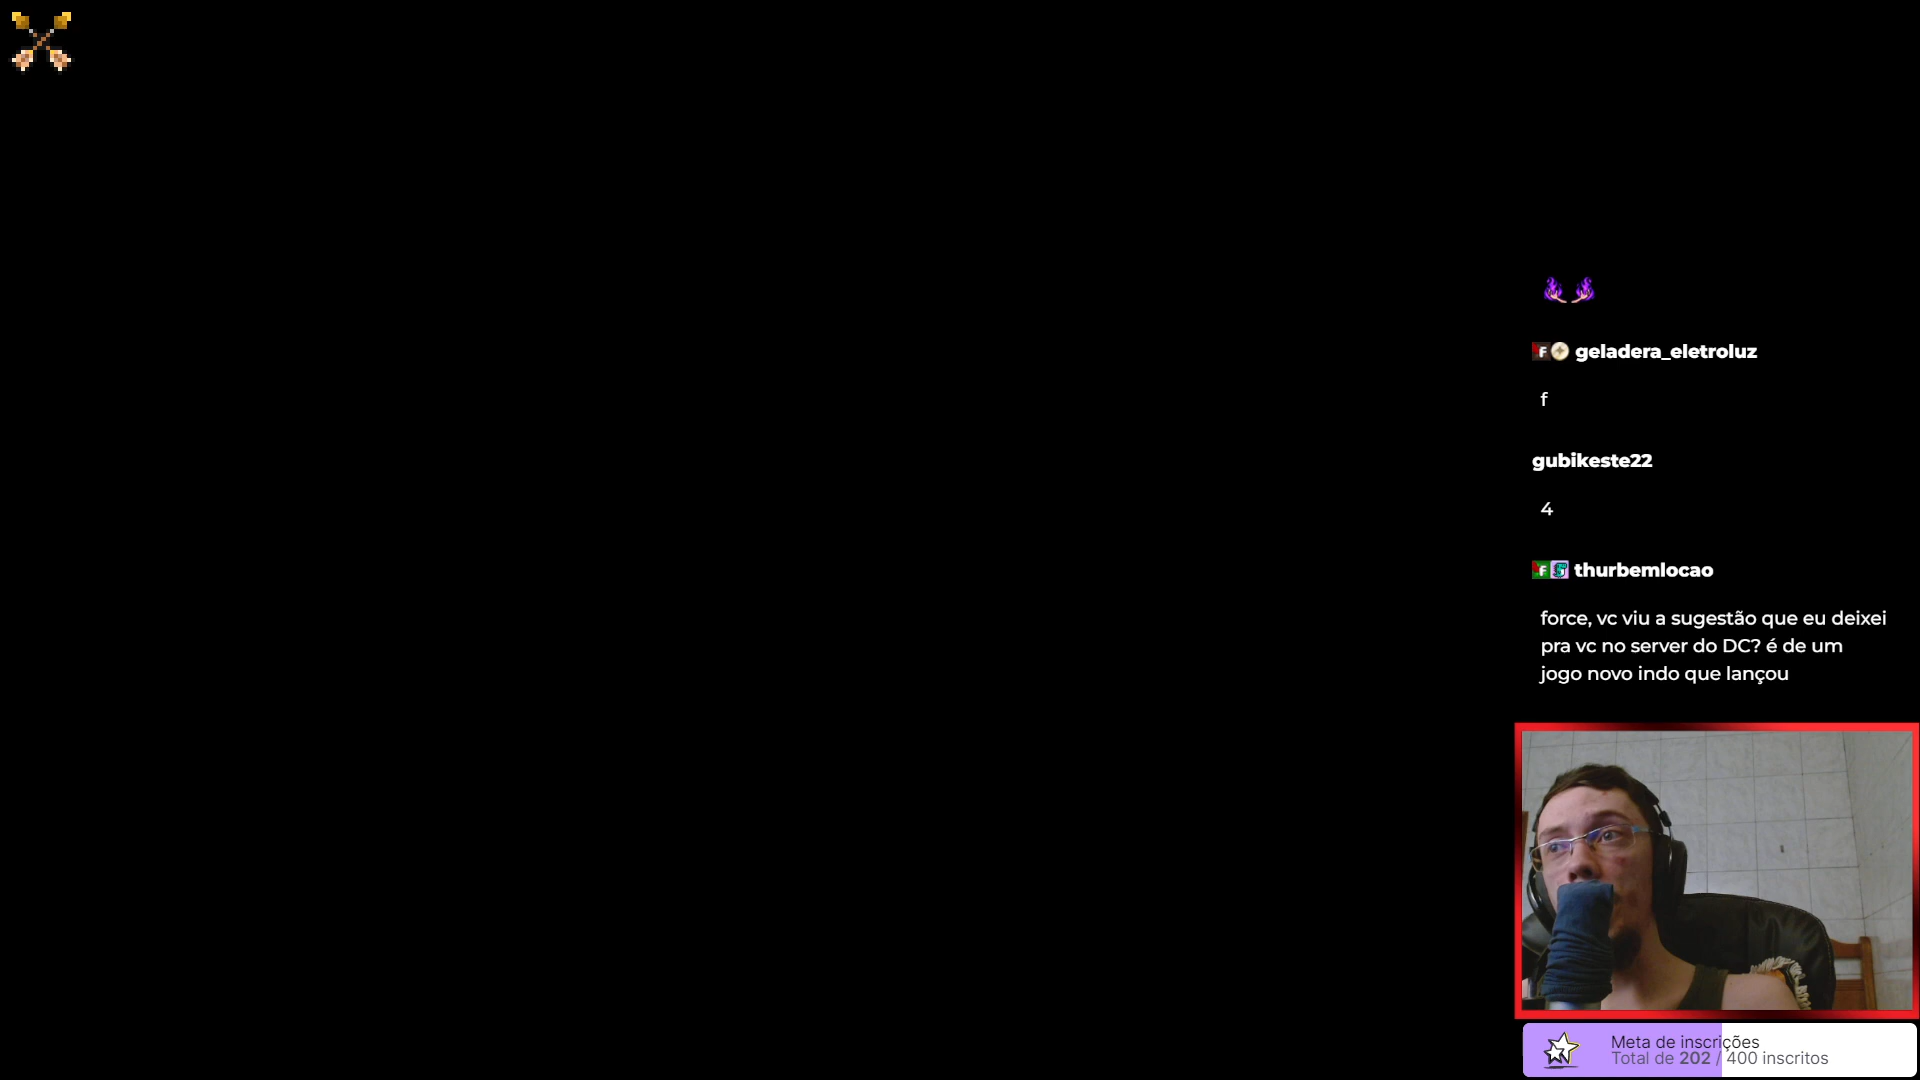 geladera_eletroluz
f
gubikeste22
4
thurbemlocao
force, vc viu a sugestão que eu deixei
pra vc no server do DC? é de um
jogo novo indo que lançou
Meta de inscrições
Total de 202 / 400 inscritos